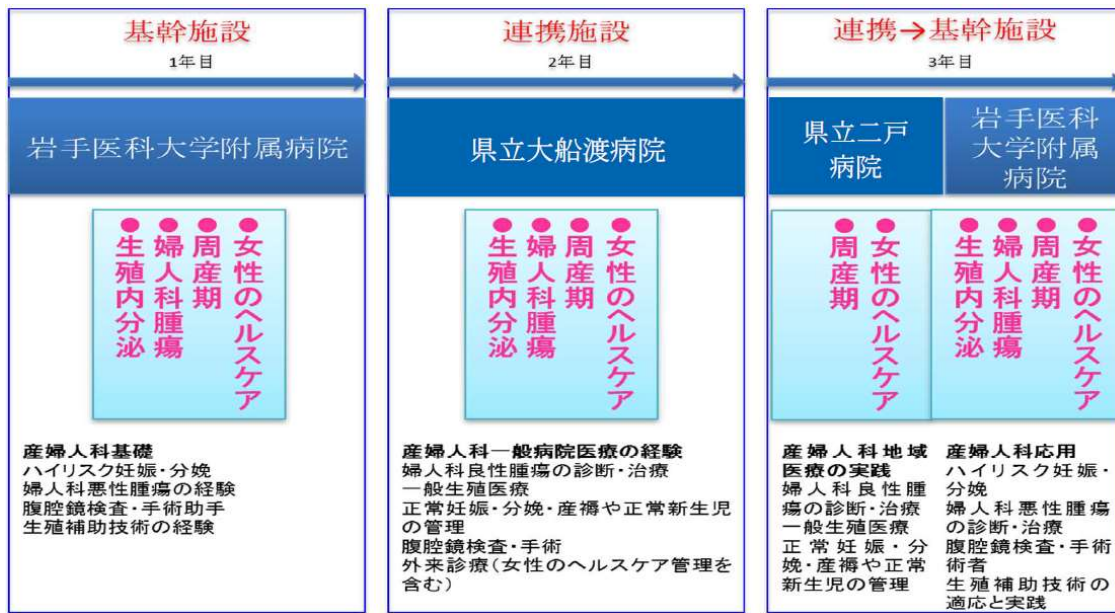 基幹施設
1年目
岩手医科大学附属病院
●女性のヘルスケア
●周産期
●婦人科腫瘍
●生殖内分泌
産婦人科基礎
ハイリスク妊娠・分娩
婦人科悪性腫瘍の経験
腹腔鏡検査・手術助手
生殖補助技術の経験
連携施設
2年目
県立大船渡病院
●女性のヘルスケア
●周産期
●婦人科腫瘍
●生殖内分泌
産婦人科一般病院医療の経験
婦人科良性腫瘍の診断・治療
一般生殖医療
正常妊娠・分娩・産褥や正常新生児
の管理
腹腔鏡検査・手術
外来診療(女性のヘルスケア管理を
含む)
連携→基幹施設
3年目
県立二戸
病院
●女性のヘルスケア
●周産期
産婦人科地域
医療の実践
婦人科良性腫
瘍の診断・治療
一般生殖医療
正常妊娠・分
娩・産褥や正常
新生児の管理
岩手医科
大学附属
病院
●女性のヘルスケア
●周産期
●婦人科腫瘍
●生殖内分泌
産婦人科応用
ハイリスク妊娠・
分娩
婦人科悪性腫瘍
の診断・治療
腹腔鏡検査・手術
術者
生殖補助技術の
適応と実践